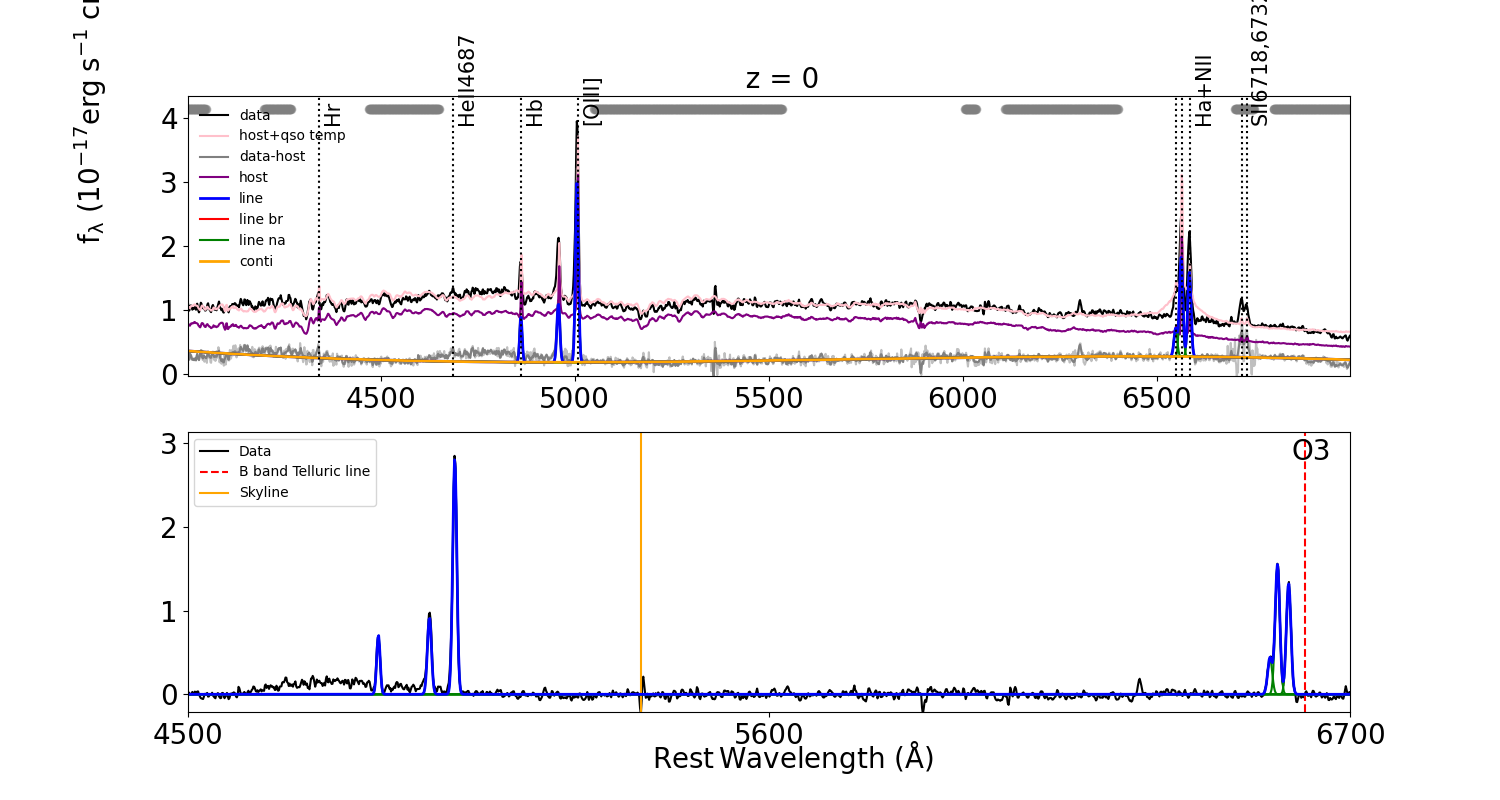 z = 0
fλ (10−17erg s−1 c
Hr
HeII4687
Hb
[OIII]
Ha+NII
SII6718,673
4
3
2
1
0
data
host+qso temp
data-host
host
line
line br
line na
conti
4500
5000
5500
6000
6500
3
2
1
0
Data
B band Telluric line
Skyline
O3
4500
5600
6700
Rest Wavelength (Å)